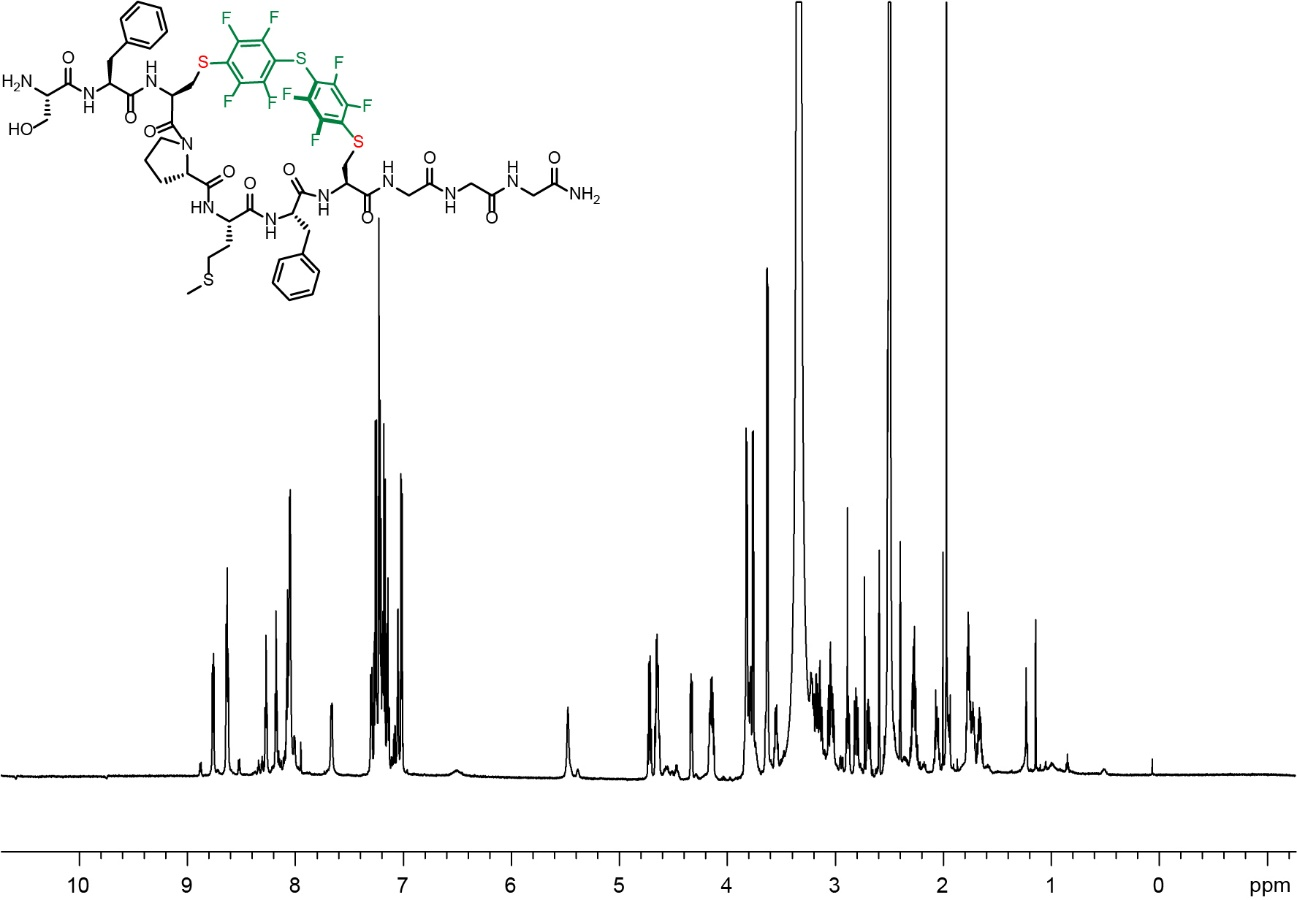 F F
S S F
O H
H₂N N F F F F
N
H O
HO O F
N S
O O O H O H O
HN N N N N NH₂
N H H
H O O
S
10 9 8 7 6 5 4 3 2 1 0 ppm